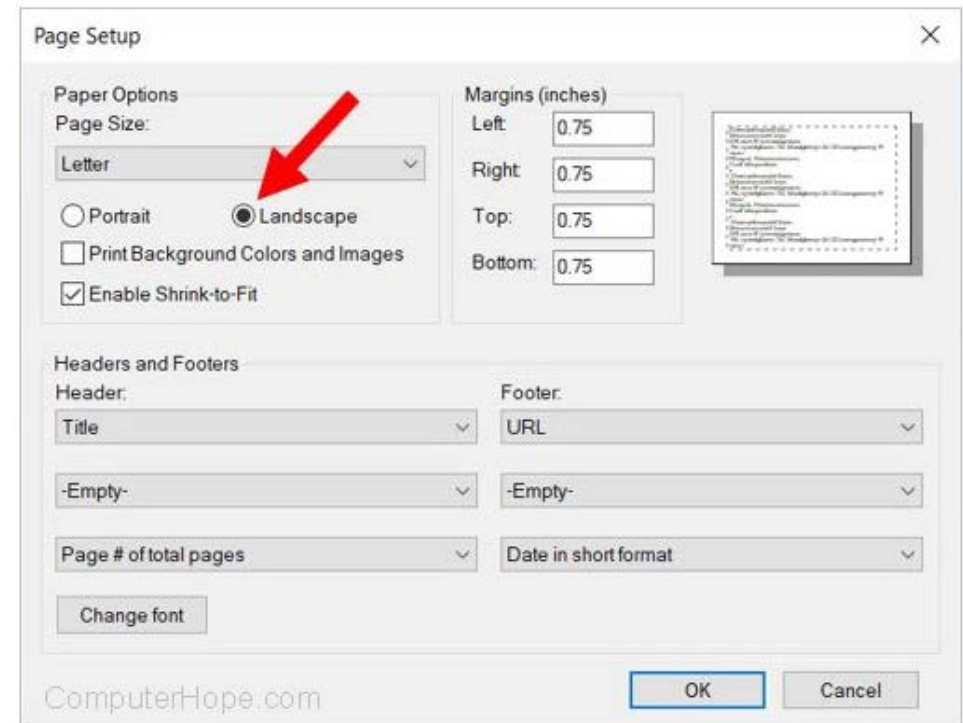 Page Setup
Paper Options
Page Size:
Letter
Portrait
Landscape
Print Background Colors and Images
Enable Shrink-to-Fit
Margins (inches)
Left:
0.75
Right:
0.75
Top:
0.75
Bottom:
0.75
Headers and Footers
Header:
Footer:
Title
URL
-Empty-
-Empty-
Page # of total pages
Date in short format
Change font
ComputerHope.com
OK
Cancel